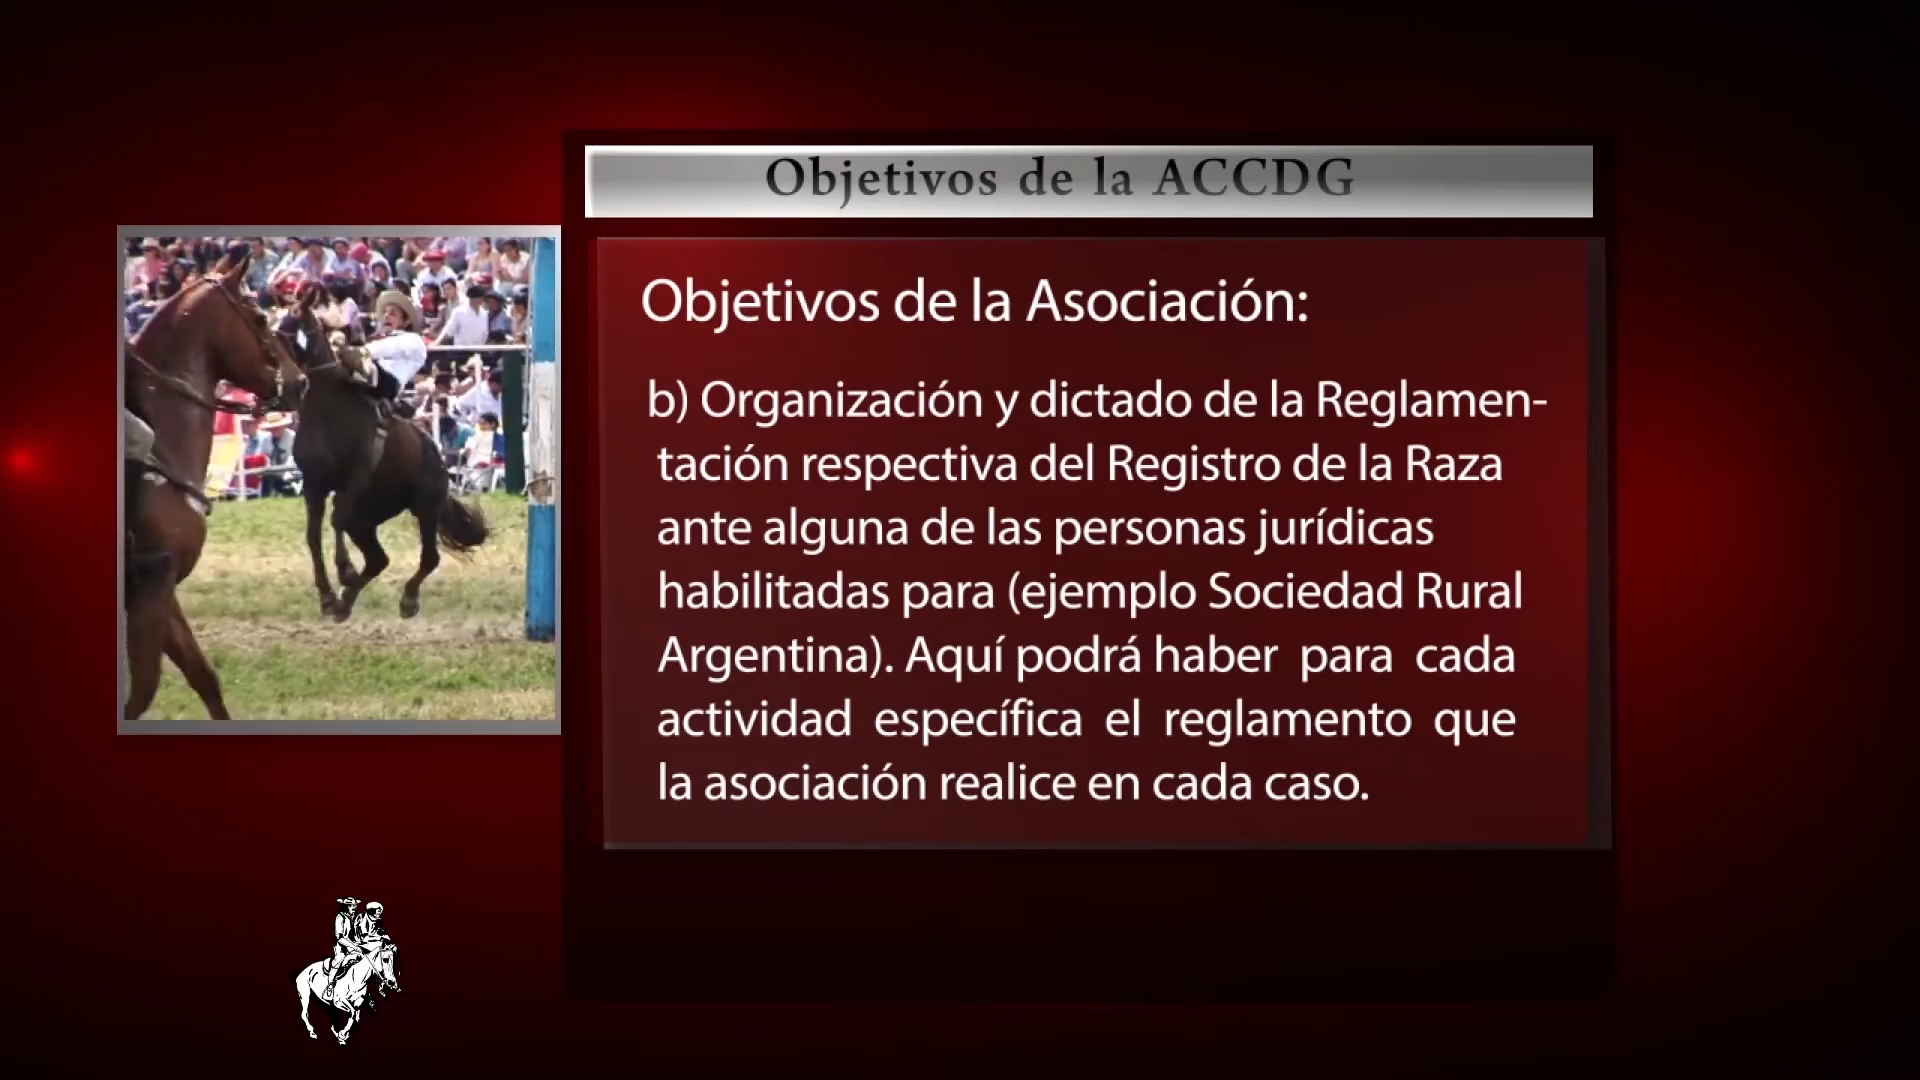 Objetivos de la ACCDG
Objetivos de la Asociación:
b) Organización y dictado de la Reglamen-
tación respectiva del Registro de la Raza
ante alguna de las personas jurídicas
habilitadas para (ejemplo Sociedad Rural
Argentina). Aquí podrá haber para cada
actividad específica el reglamento que
la asociación realice en cada caso.